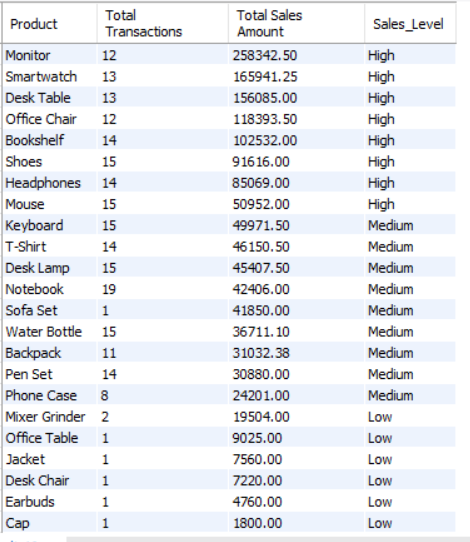 Product Total Transactions Total Sales Amount Sales_Level
Monitor 12 258342.50 High
Smartwatch 13 165941.25 High
Desk Table 13 156085.00 High
Office Chair 12 118393.50 High
Bookshelf 14 102532.00 High
Shoes 15 91616.00 High
Headphones 14 85069.00 High
Mouse 15 50952.00 High
Keyboard 15 49971.50 Medium
T-Shirt 14 46150.50 Medium
Desk Lamp 15 45407.50 Medium
Notebook 19 42406.00 Medium
Sofa Set 1 41850.00 Medium
Water Bottle 15 36711.10 Medium
Backpack 11 31032.38 Medium
Pen Set 14 30880.00 Medium
Phone Case 8 24201.00 Medium
Mixer Grinder 2 19504.00 Low
Office Table 1 9025.00 Low
Jacket 1 7560.00 Low
Desk Chair 1 7220.00 Low
Earbuds 1 4760.00 Low
Cap 1 1800.00 Low